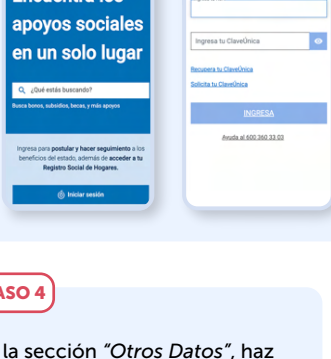 apoyos sociales
en un solo lugar
¿Qué estás buscando?
Busca bonos, subsidios, becas, y más apoyos
Ingresa para postular y hacer seguimiento a los
beneficios del estado, además de acceder a tu
Registro Social de Hogares.
Iniciar sesión
Ingresa tu ClaveÚnica
Recupera tu ClaveÚnica
Solicita tu ClaveÚnica
INGRESA
Ayuda al 600 360 33 03
ASO 4
la sección "Otros Datos", haz